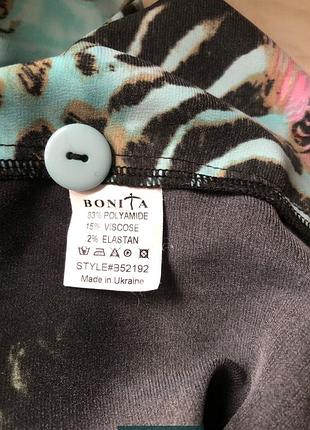 BONITA
83% POLYAMIDE
15% VISCOSE
2% ELASTAN
STYLE#B52192
Made in Ukraine